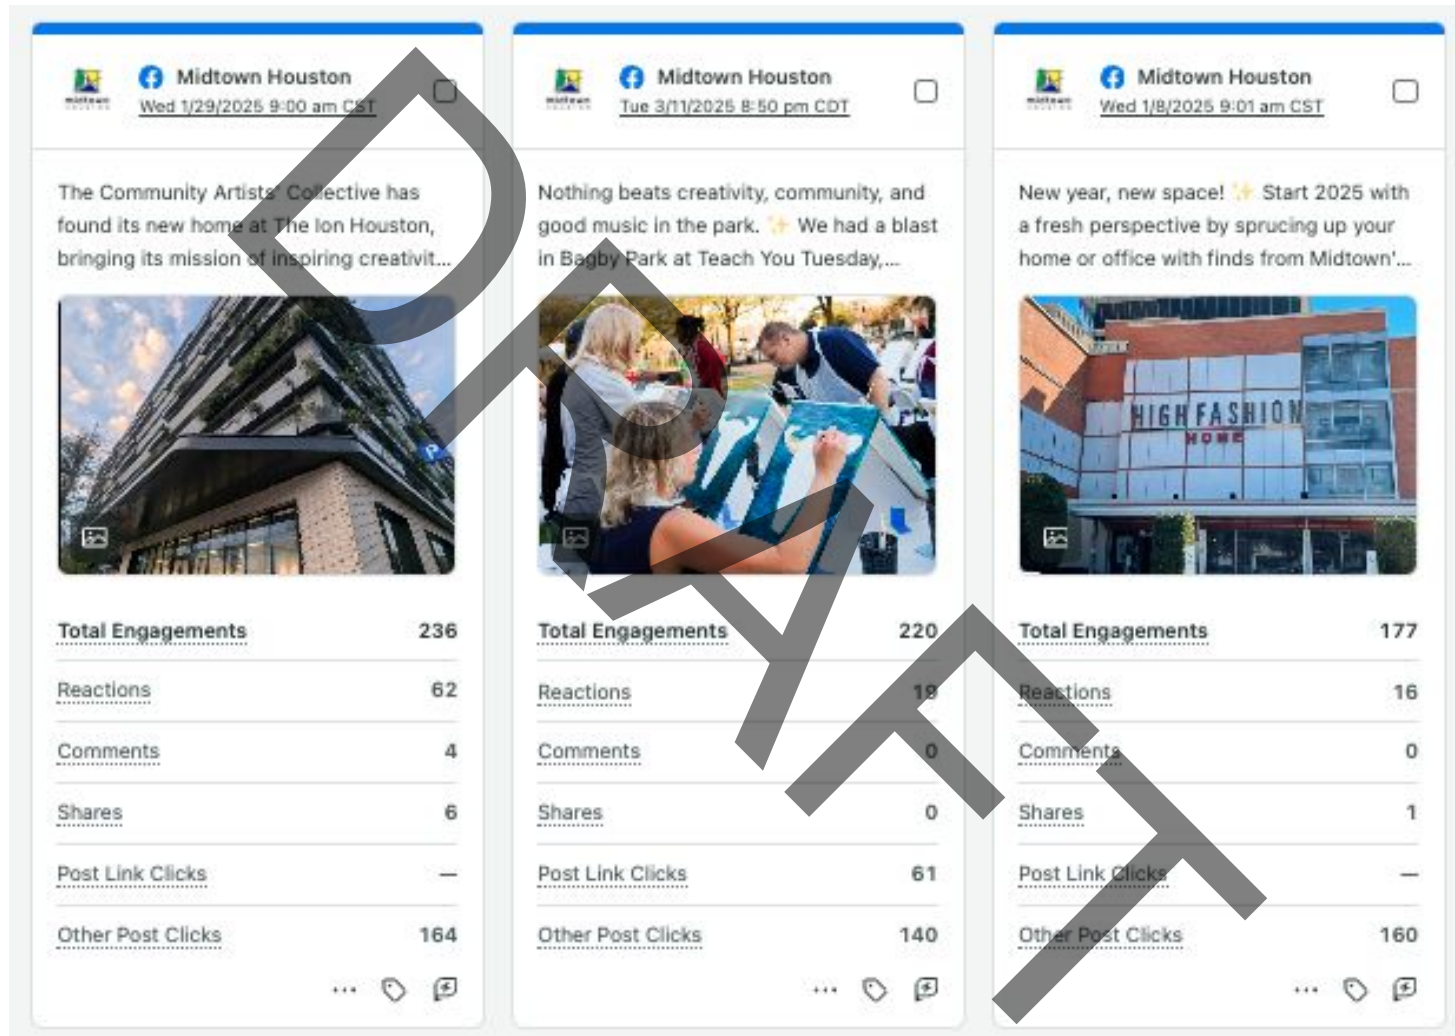 Midtown Houston
Wed 1/29/2025 9:00 am CST
The Community Artists' Collective has
found its new home at The Ion Houston,
bringing its mission of inspiring creativit...
Total Engagements 236
Reactions 62
Comments 4
Shares 6
Post Link Clicks —
Other Post Clicks 164
Midtown Houston
Tue 3/11/2025 8:50 pm CDT
Nothing beats creativity, community, and
good music in the park. ✨ We had a blast
in Bagby Park at Teach You Tuesday,...
Total Engagements 220
Reactions 19
Comments 0
Shares 0
Post Link Clicks 61
Other Post Clicks 140
Midtown Houston
Wed 1/8/2025 9:01 am CST
New year, new space! ✨ Start 2025 with
a fresh perspective by sprucing up your
home or office with finds from Midtown'...
HIGH FASHION
HOME
Total Engagements 177
Reactions 16
Comments 0
Shares 1
Post Link Clicks —
Other Post Clicks 160
DRAFT